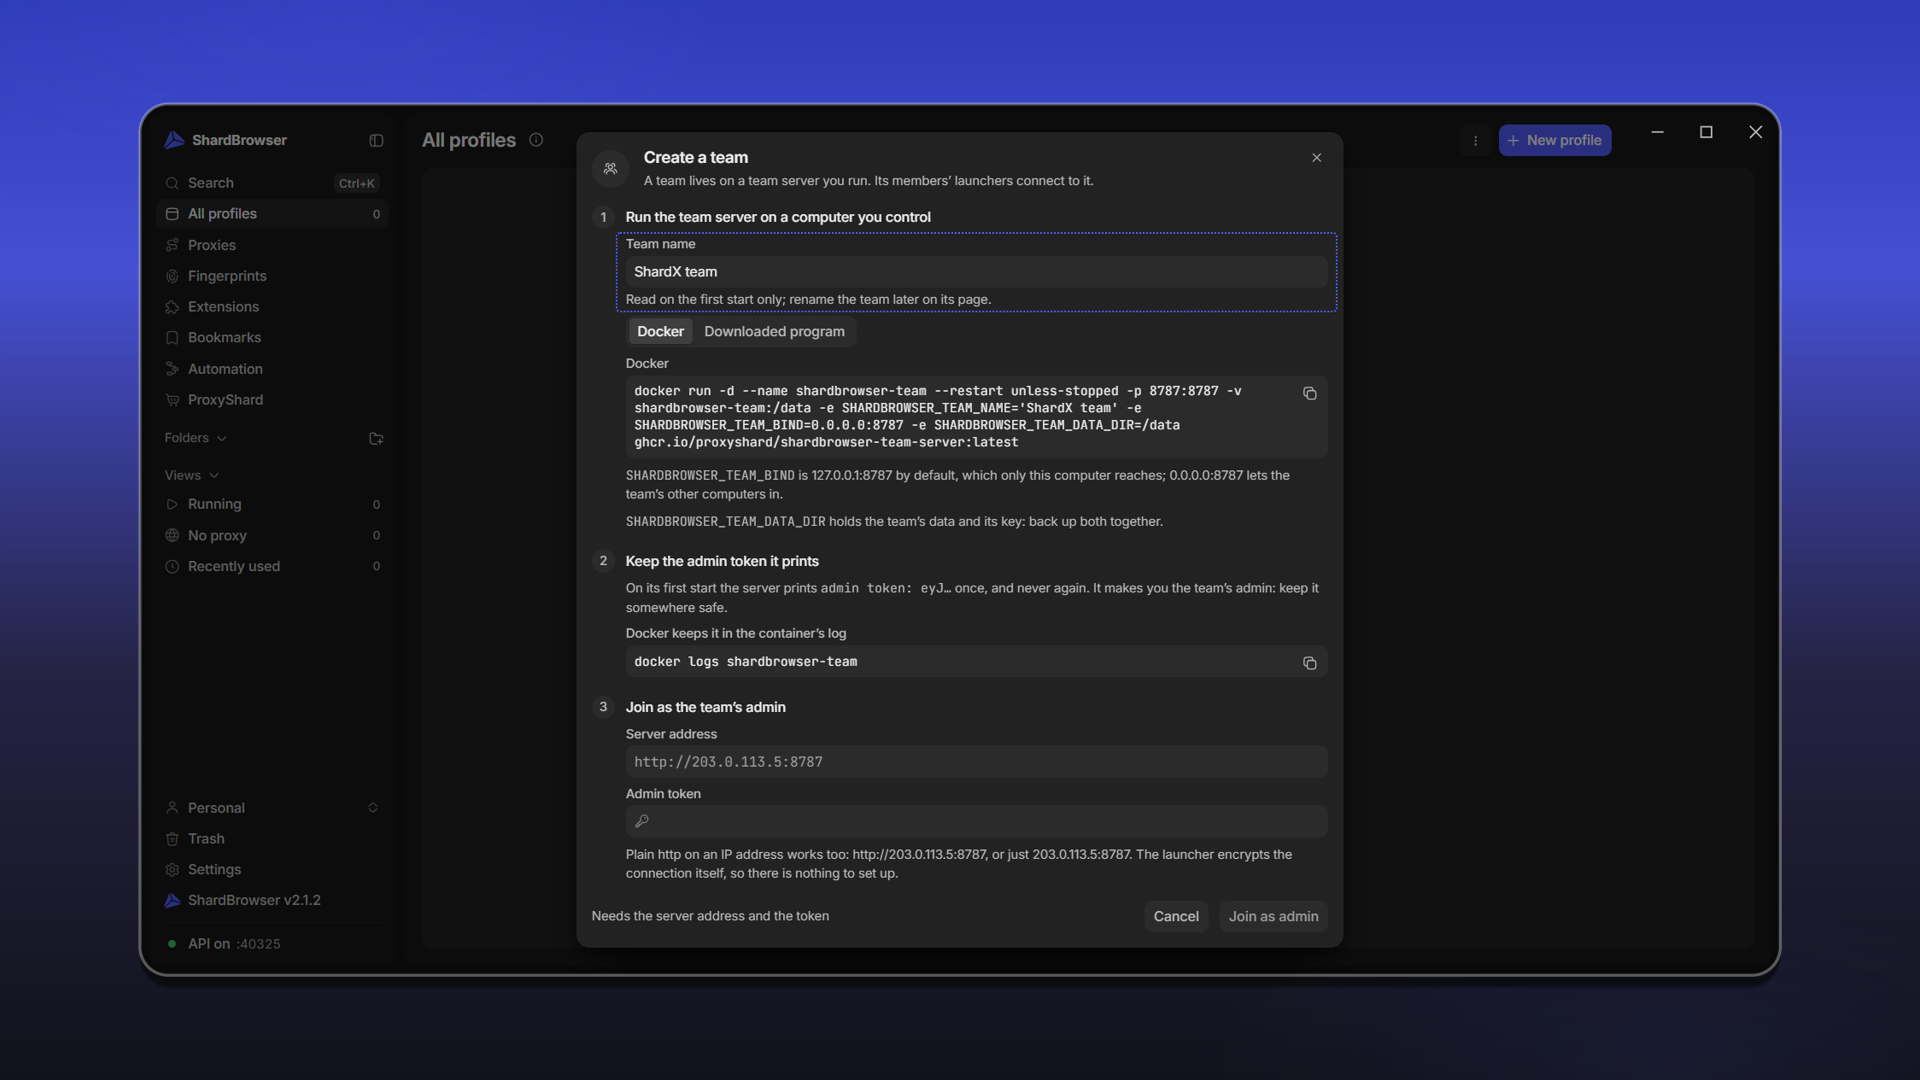 ShardBrowser
Search
Ctrl+K
All profiles
0
Proxies
Fingerprints
Extensions
Bookmarks
Automation
ProxyShard
Folders
Views
Running
0
No proxy
0
Recently used
0
Personal
Trash
Settings
ShardBrowser v2.1.2
API on :40325
All profiles
New profile
Create a team
A team lives on a team server you run. Its members’ launchers connect to it.
1
Run the team server on a computer you control
Team name
ShardX team
Read on the first start only; rename the team later on its page.
Docker
Downloaded program
Docker
docker run -d --name shardbrowser-team --restart unless-stopped -p 8787:8787 -v
shardbrowser-team:/data -e SHARDBROWSER_TEAM_NAME='ShardX team' -e
SHARDBROWSER_TEAM_BIND=0.0.0.0:8787 -e SHARDBROWSER_TEAM_DATA_DIR=/data
ghcr.io/proxyshard/shardbrowser-team-server:latest
SHARDBROWSER_TEAM_BIND is 127.0.0.1:8787 by default, which only this computer reaches; 0.0.0.0:8787 lets the
team’s other computers in.
SHARDBROWSER_TEAM_DATA_DIR holds the team’s data and its key: back up both together.
2
Keep the admin token it prints
On its first start the server prints admin token: eyJ… once, and never again. It makes you the team’s admin: keep it
somewhere safe.
Docker keeps it in the container’s log
docker logs shardbrowser-team
3
Join as the team’s admin
Server address
http://203.0.113.5:8787
Admin token
Plain http on an IP address works too: http://203.0.113.5:8787, or just 203.0.113.5:8787. The launcher encrypts the
connection itself, so there is nothing to set up.
Needs the server address and the token
Cancel
Join as admin